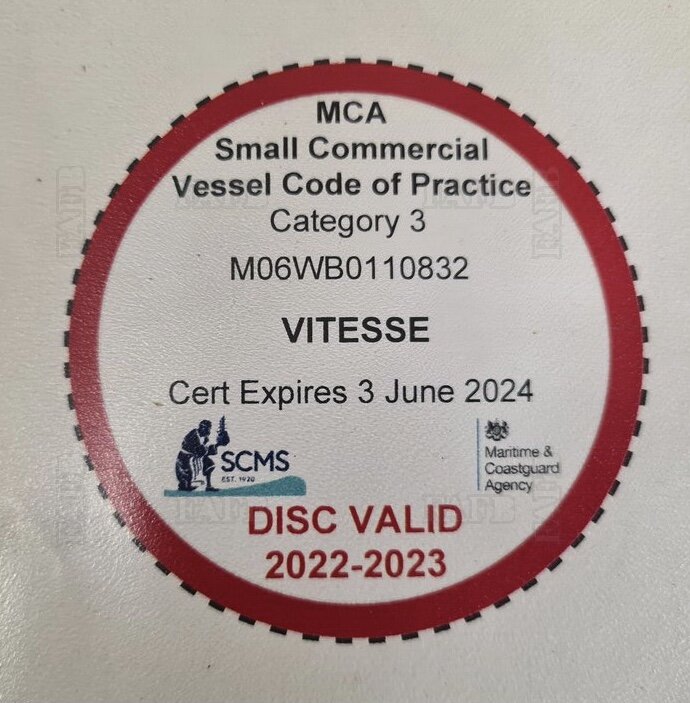 MCA
Small Commercial
Vessel Code of Practice
Category 3
M06WB0110832
VITESSE
Cert Expires 3 June 2024
SCMS
EST. 1920
Maritime &
Coastguard
Agency
DISC VALID
2022-2023